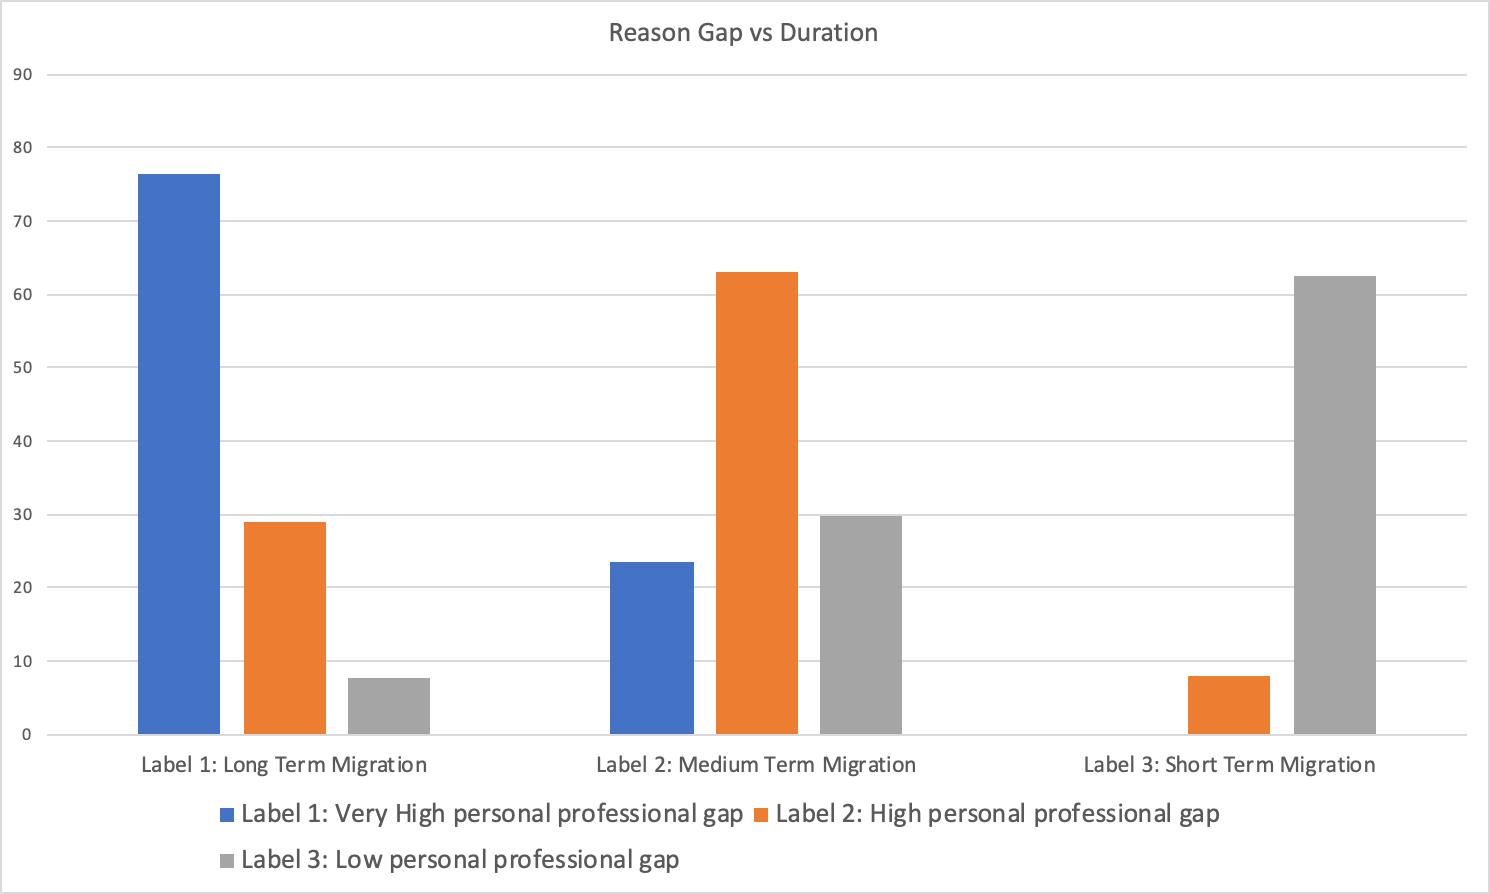 Reason Gap vs Duration
90
80
70
60
50
40
30
20
10
0
Label 1: Long Term Migration
Label 2: Medium Term Migration
Label 3: Short Term Migration
Label 1: Very High personal professional gap
Label 2: High personal professional gap
Label 3: Low personal professional gap